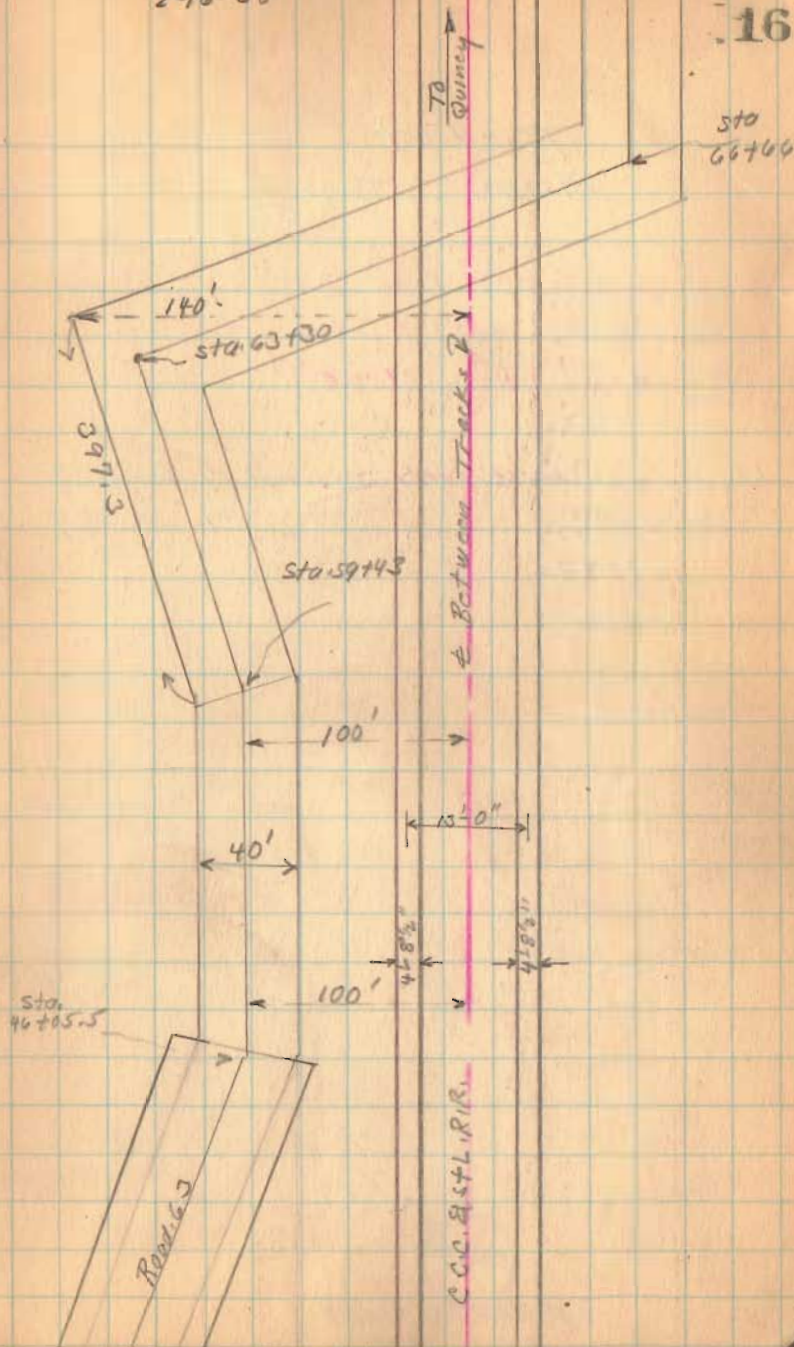 16
To
Quincy
sta
66+66
140'
sta. 63+30
397.3
℄ Between Tracks
sta. 59+43
100'
13'-0"
40'
4'-8½"
4'-8½"
100'
sta.
46+05.5
Road 63
C.C.C. & St L. R.R.